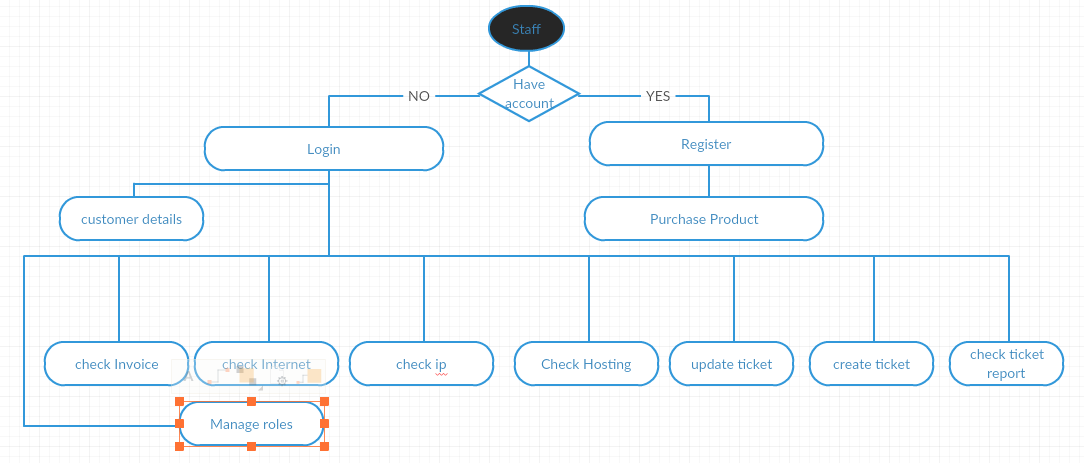 Staff
Have
account
NO
YES
Login
Register
customer details
Purchase Product
check Invoice
check Internet
check ip
Check Hosting
update ticket
create ticket
check ticket
report
A
Manage roles